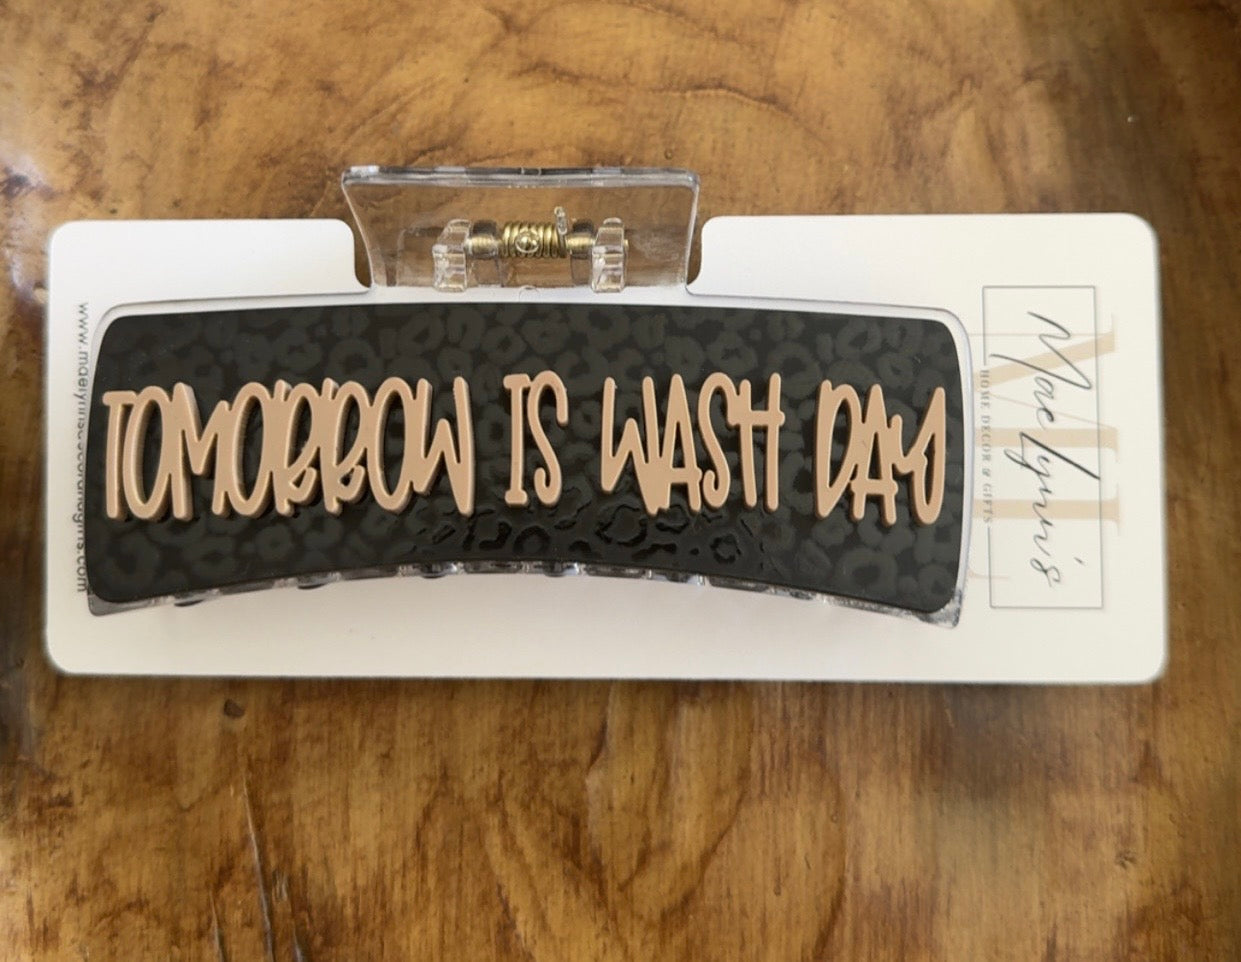 TOMORROW IS WASH DAY
Maelynn's
HOME DECOR & GIFTS